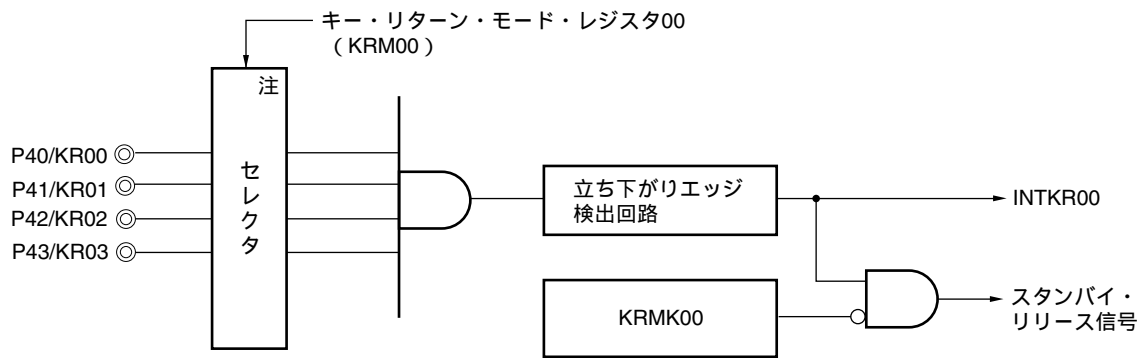 キー・リターン・モード・レジスタ00
（KRM00）
注
P40/KR00
P41/KR01
P42/KR02
P43/KR03
セレクタ
立ち下がりエッジ
検出回路
INTKR00
KRMK00
スタンバイ・
リリース信号